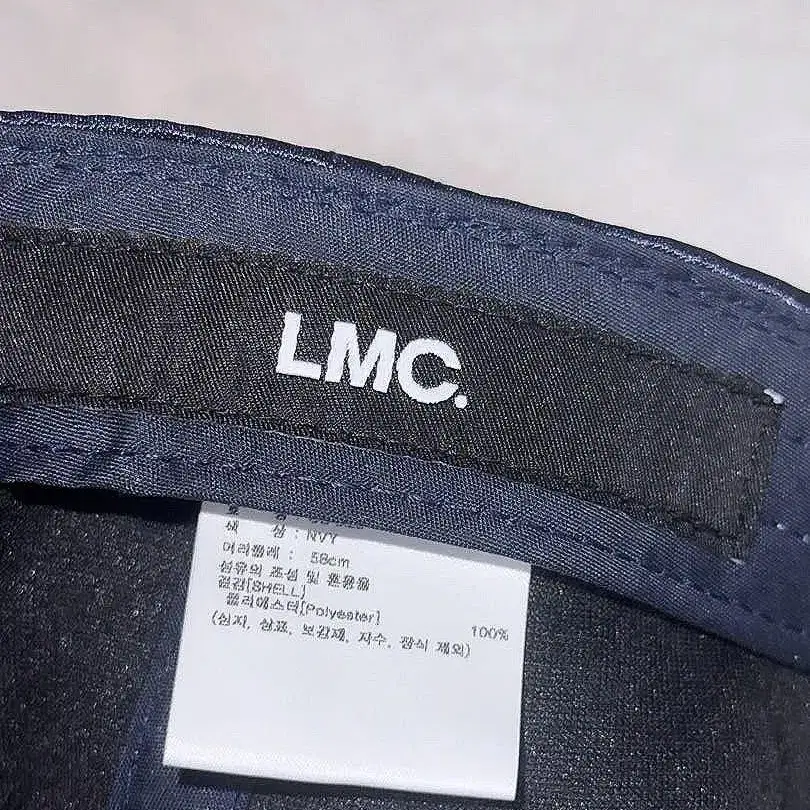 LMC.
색 상 : NVY
머리둘레 : 58cm
섬유의 조성 및 혼용율
겉감[SHELL]
폴리에스터[Polyester] 100%
(심지, 상표, 보강재, 자수, 장식 제외)